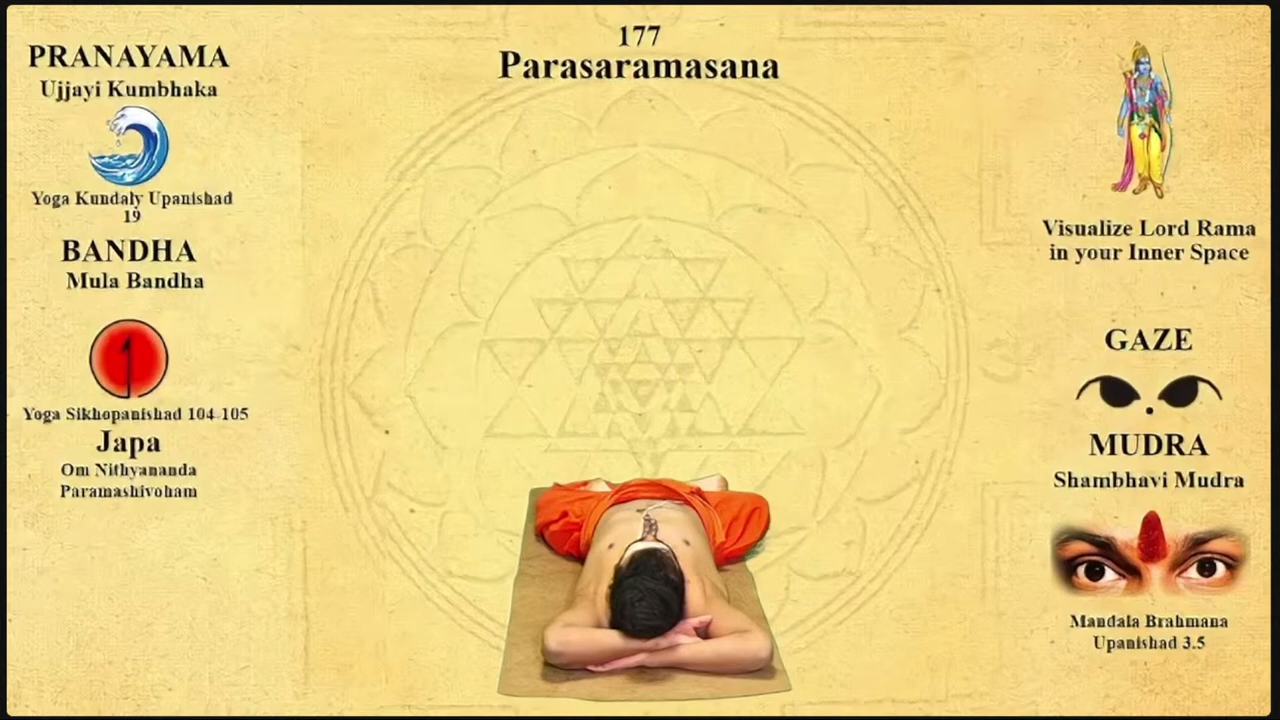 177
Parasaramasana
PRANAYAMA
Ujjayi Kumbhaka
Yoga Kundaly Upanishad
19
BANDHA
Mula Bandha
Yoga Sikhopanishad 104-105
Japa
Om Nithyananda
Paramashivoham
Visualize Lord Rama
in your Inner Space
GAZE
MUDRA
Shambhavi Mudra
Mandala Brahmana
Upanishad 3.5